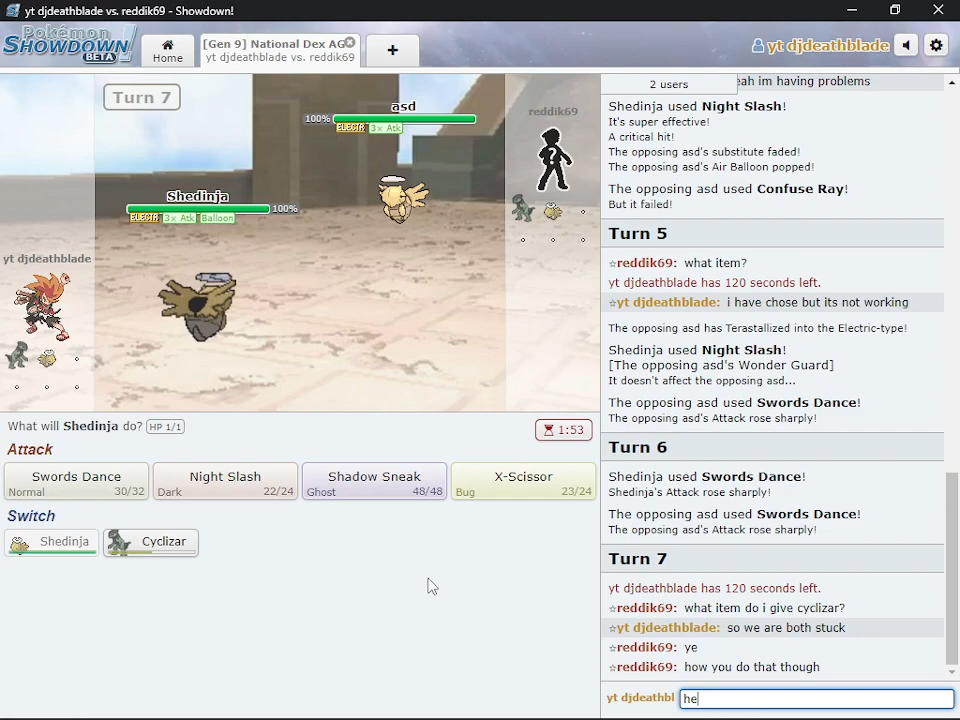 yt djdeathblade vs. reddik69 - Showdown!
Pokémon
SHOWDOWN
BETA
Home
[Gen 9] National Dex AG
yt djdeathblade vs. reddik69
+
yt djdeathblade
Turn 7
asd
100%
ELECTR 3× Atk
reddik69
?
Shedinja
100%
ELECTR 3× Atk Balloon
yt djdeathblade
What will Shedinja do? HP 1/1
1:53
Attack
Swords Dance
Normal 30/32
Night Slash
Dark 22/24
Shadow Sneak
Ghost 48/48
X-Scissor
Bug 23/24
Switch
Shedinja
Cyclizar
2 users
eah im having problems
Shedinja used Night Slash!
It's super effective!
A critical hit!
The opposing asd's substitute faded!
The opposing asd's Air Balloon popped!
The opposing asd used Confuse Ray!
But it failed!
Turn 5
☆reddik69: what item?
yt djdeathblade has 120 seconds left.
☆yt djdeathblade: i have chose but its not working
The opposing asd has Terastallized into the Electric-type!
Shedinja used Night Slash!
[The opposing asd's Wonder Guard]
It doesn't affect the opposing asd...
The opposing asd used Swords Dance!
The opposing asd's Attack rose sharply!
Turn 6
Shedinja used Swords Dance!
Shedinja's Attack rose sharply!
The opposing asd used Swords Dance!
The opposing asd's Attack rose sharply!
Turn 7
yt djdeathblade has 120 seconds left.
☆reddik69: what item do i give cyclizar?
☆yt djdeathblade: so we are both stuck
☆reddik69: ye
☆reddik69: how you do that though
yt djdeathbl he